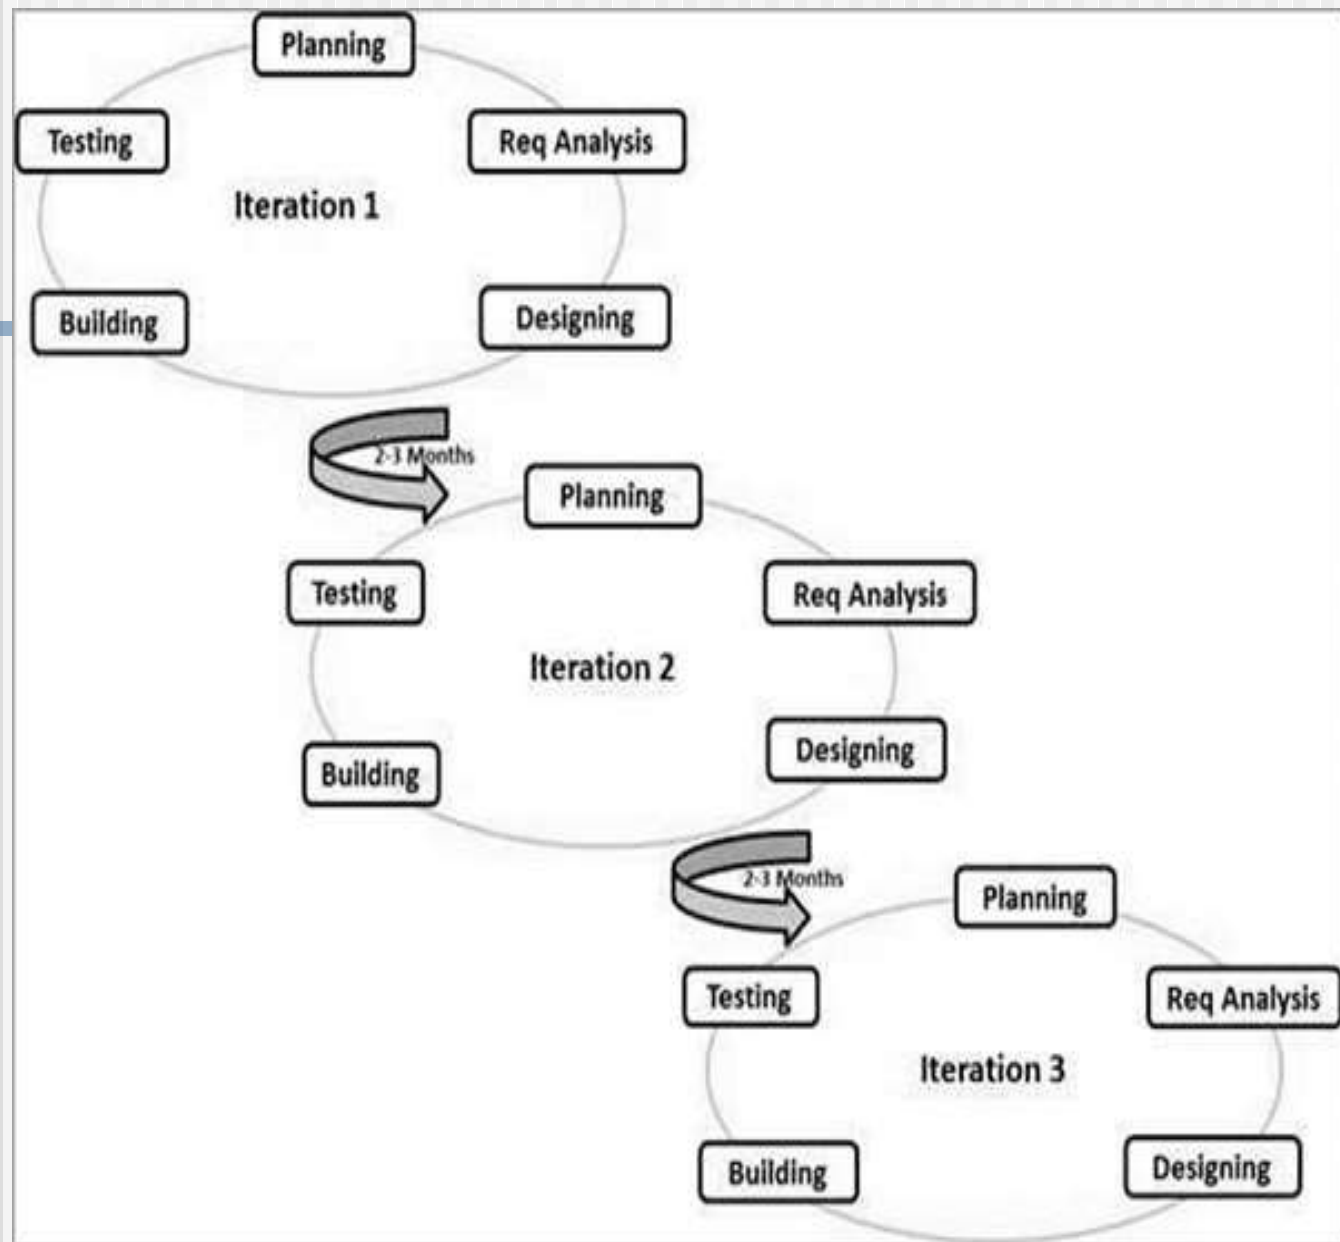 Planning
Testing
Req Analysis
Iteration 1
Building
Designing
2-3 Months
Planning
Testing
Req Analysis
Iteration 2
Building
Designing
2-3 Months
Planning
Testing
Req Analysis
Iteration 3
Building
Designing